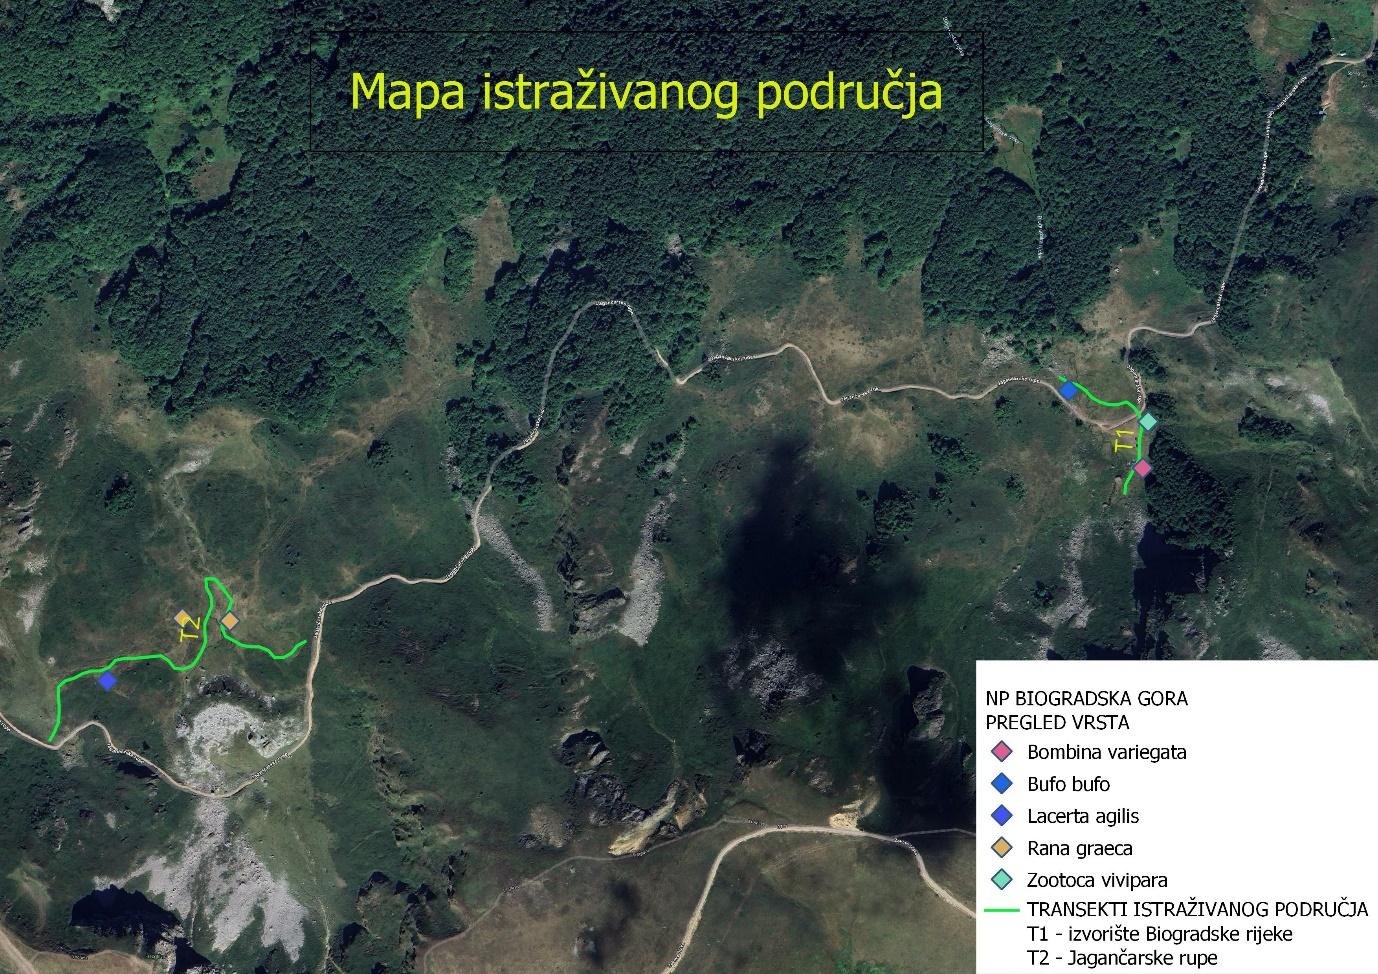 Mapa istraživanog područja
T1
T2
NP BIOGRADSKA GORA
PREGLED VRSTA
Bombina variegata
Bufo bufo
Lacerta agilis
Rana graeca
Zootoca vivipara
TRANSEKTI ISTRAŽIVANOG PODRUČJA
T1 - izvorište Biogradske rijeke
T2 - Jagančarske rupe